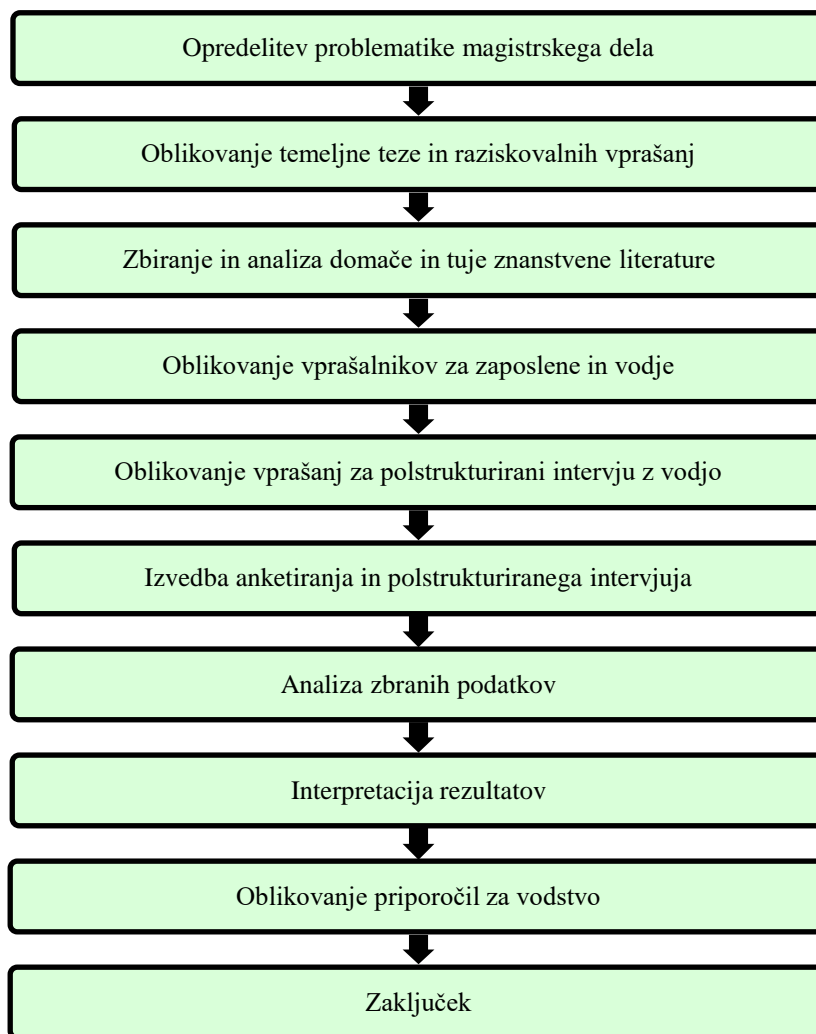 Opredelitev problematike magistrskega dela
Oblikovanje temeljne teze in raziskovalnih vprašanj
Zbiranje in analiza domače in tuje znanstvene literature
Oblikovanje vprašalnikov za zaposlene in vodje
Oblikovanje vprašanj za polstrukturirani intervju z vodjo
Izvedba anketiranja in polstrukturiranega intervjuja
Analiza zbranih podatkov
Interpretacija rezultatov
Oblikovanje priporočil za vodstvo
Zaključek